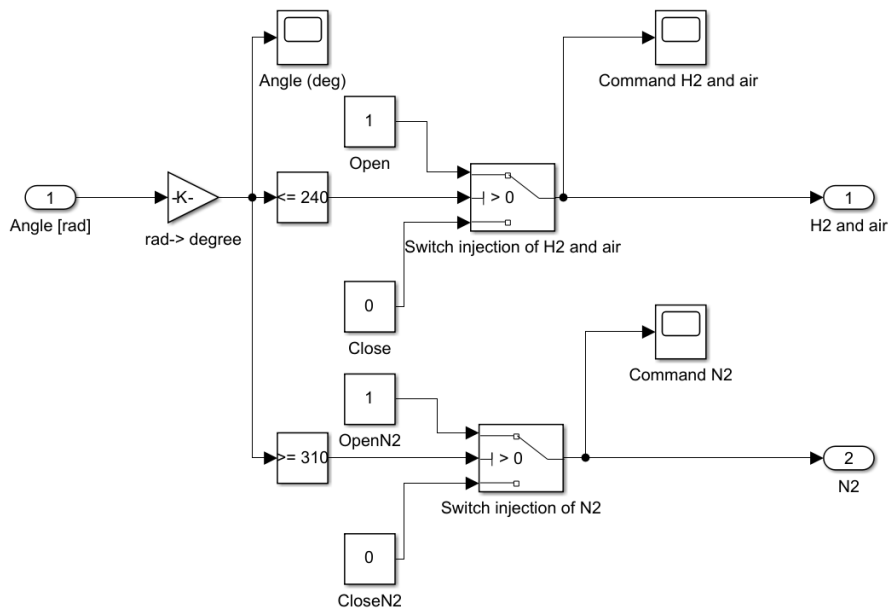 Angle (deg)
Command H2 and air
1
Open
1
Angle [rad]
-K-
rad-> degree
<= 240
> 0
Switch injection of H2 and air
1
H2 and air
0
Close
Command N2
1
OpenN2
>= 310
> 0
Switch injection of N2
2
N2
0
CloseN2